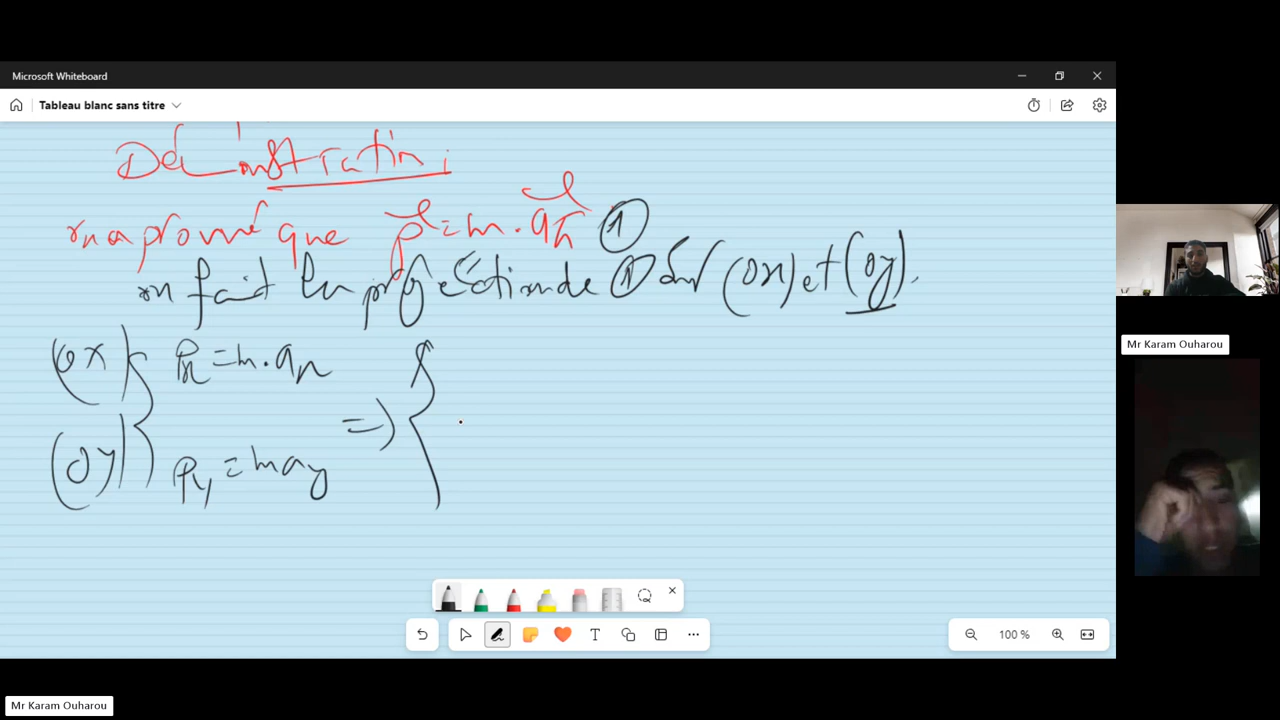 Microsoft Whiteboard
Tableau blanc sans titre
Démonstration :
on a prouvé que P = m . a ①
on fait la projection de ① sur (ox) et (oy).
(ox) Px = m . ax
=>
(oy) Py = m ay
Mr Karam Ouharou
100 %
Mr Karam Ouharou